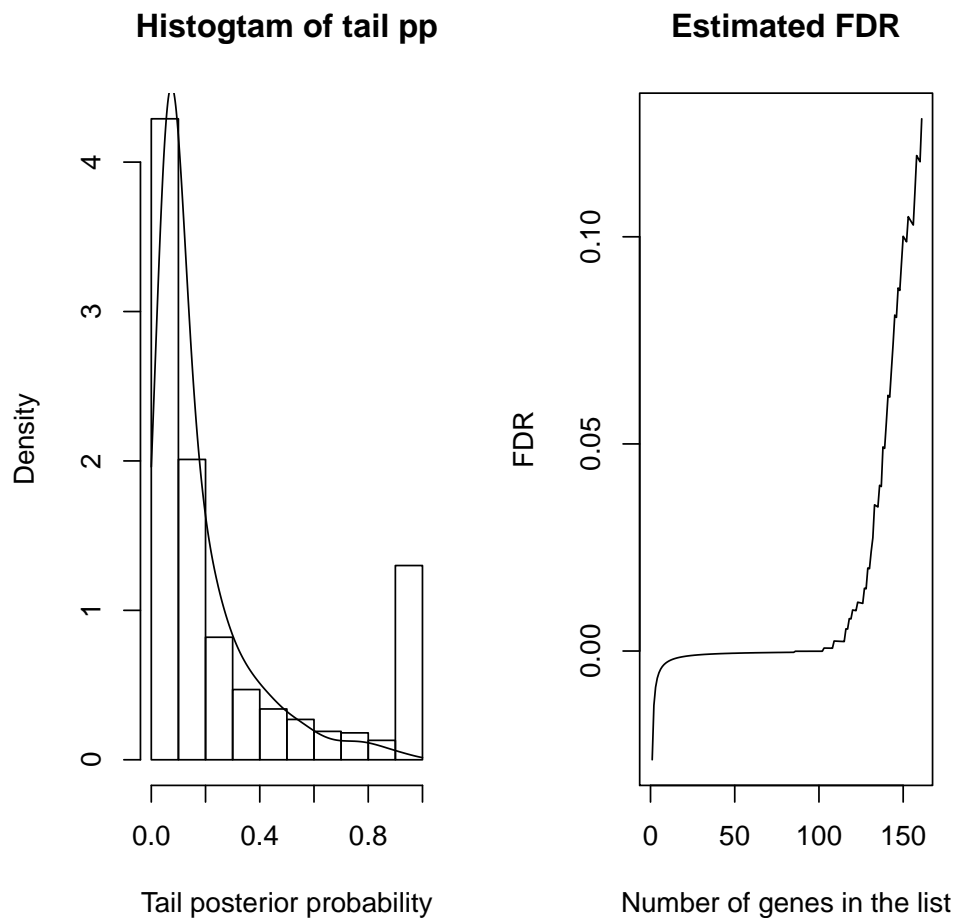 Histogtam of tail pp
Density
0
1
2
3
4
0.0
0.4
0.8
Tail posterior probability
Estimated FDR
FDR
0.00
0.05
0.10
0
50
100
150
Number of genes in the list